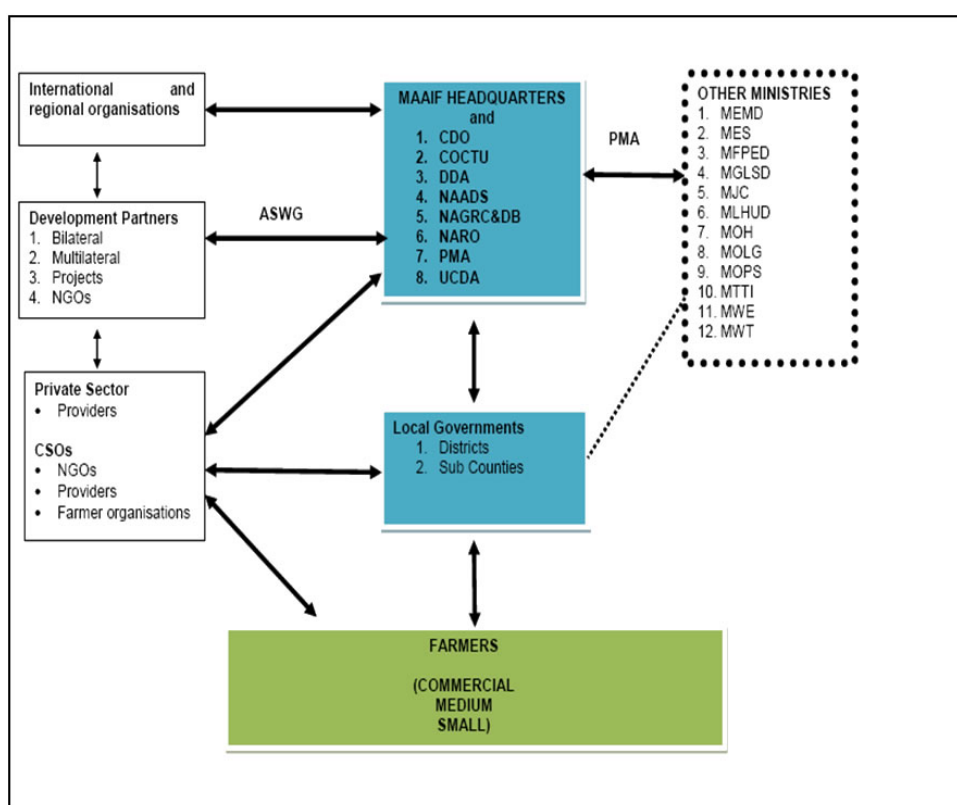 International and
regional organisations
Development Partners
1. Bilateral
2. Multilateral
3. Projects
4. NGOs
Private Sector
• Providers
CSOs
• NGOs
• Providers
• Farmer organisations
ASWG
MAAIF HEADQUARTERS
and
1. CDO
2. COCTU
3. DDA
4. NAADS
5. NAGRC&DB
6. NARO
7. PMA
8. UCDA
PMA
OTHER MINISTRIES
1. MEMD
2. MES
3. MFPED
4. MGLSD
5. MJC
6. MLHUD
7. MOH
8. MOLG
9. MOPS
10. MTTI
11. MWE
12. MWT
Local Governments
1. Districts
2. Sub Counties
FARMERS
(COMMERCIAL
MEDIUM
SMALL)